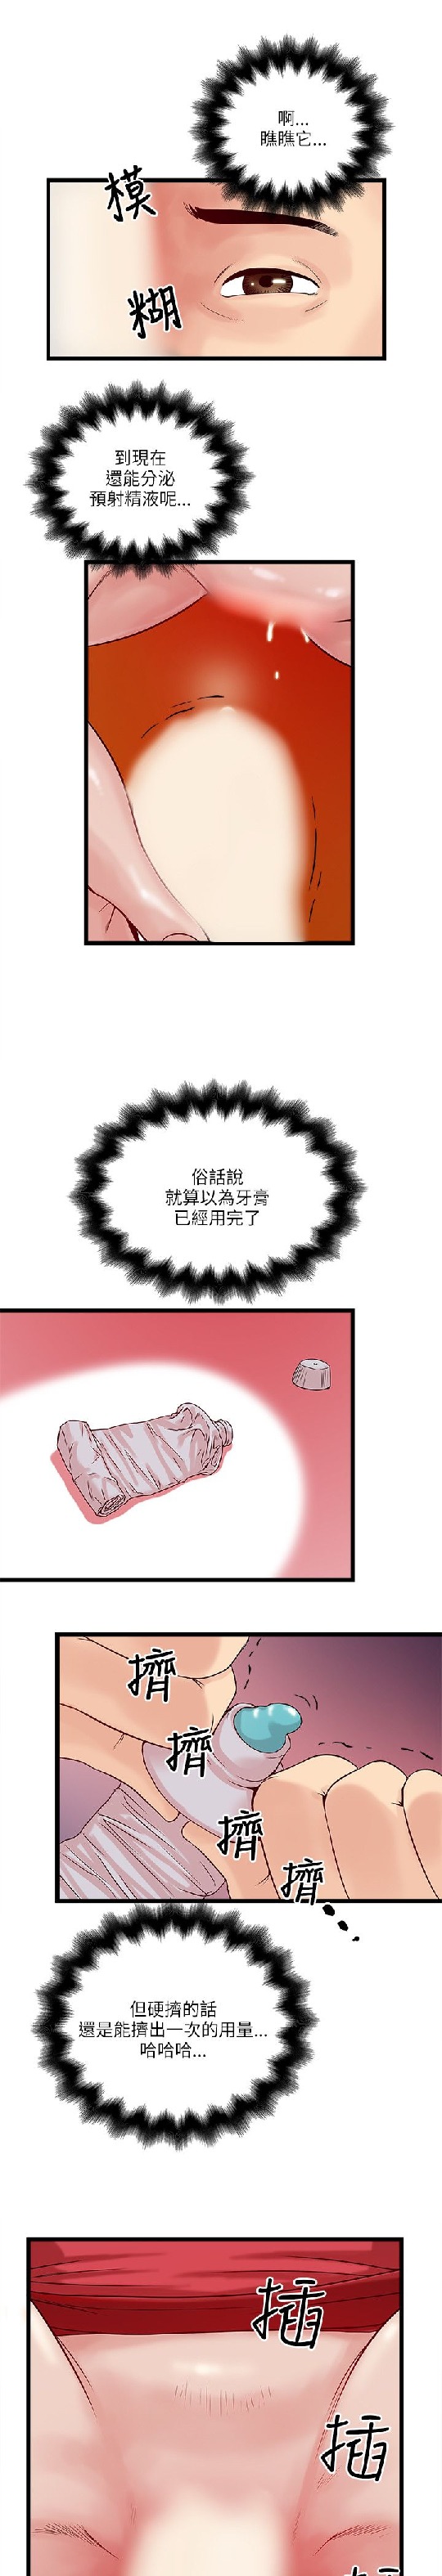 啊...
瞧瞧它...
模
糊
到現在
還能分泌
預射精液呢...
俗話說
就算以為牙膏
已經用完了
擠
擠
擠
擠
但硬擠的話
還是能擠出一次的用量...
哈哈哈...
插
插